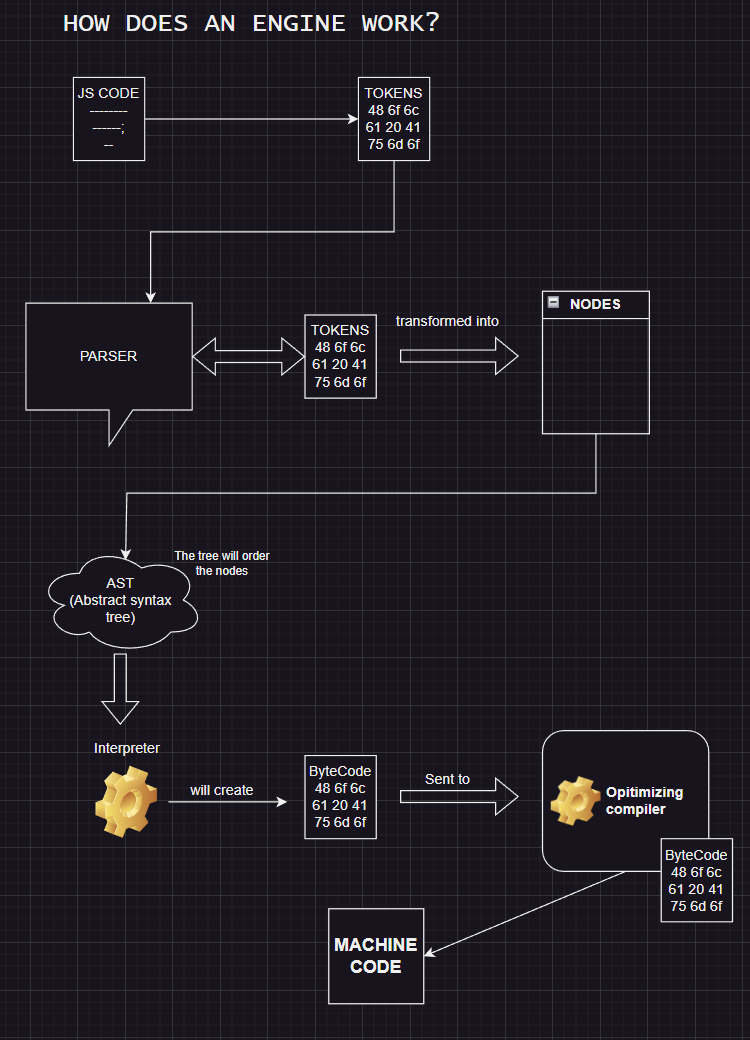 HOW DOES AN ENGINE WORK?
JS CODE
--------
------;
--
TOKENS
48 6f 6c
61 20 41
75 6d 6f
PARSER
TOKENS
48 6f 6c
61 20 41
75 6d 6f
transformed into
NODES
The tree will order
the nodes
AST
(Abstract syntax
tree)
Interpreter
will create
ByteCode
48 6f 6c
61 20 41
75 6d 6f
Sent to
Opitimizing
compiler
ByteCode
48 6f 6c
61 20 41
75 6d 6f
MACHINE
CODE